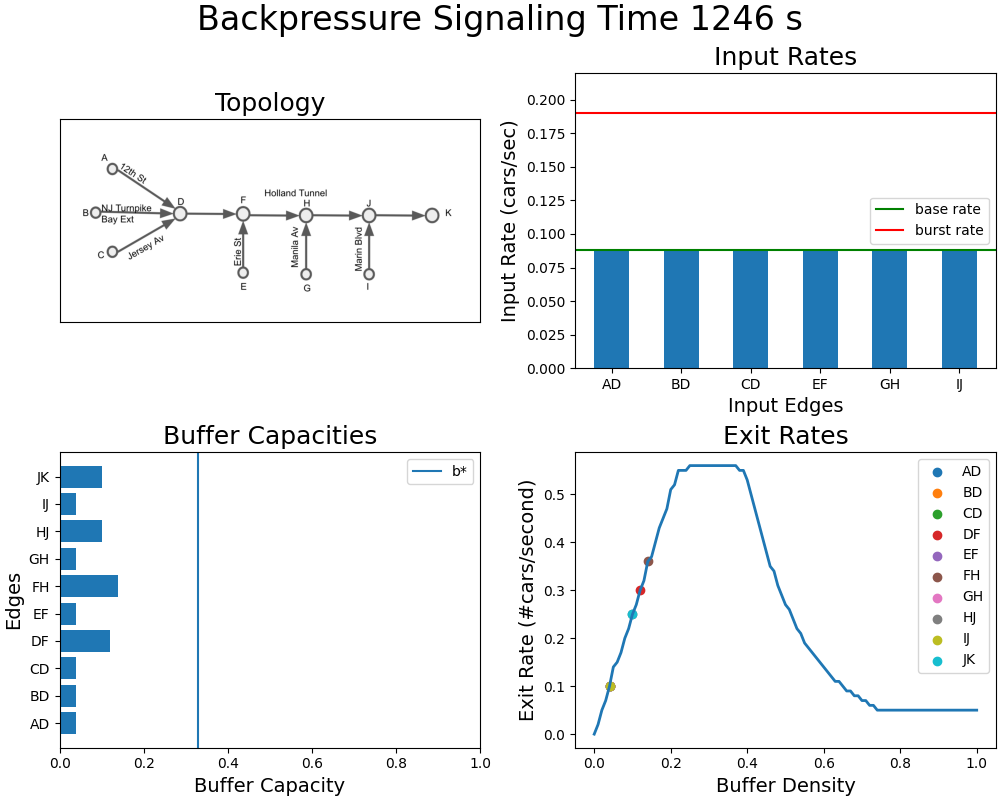 Backpressure Signaling Time 1246 s
Topology
A
12th St
B
NJ Turnpike
Bay Ext
C
Jersey Av
D
F
Holland Tunnel
H
J
K
Erie St
Manila Av
Marin Blvd
E
G
I
Input Rates
Input Rate (cars/sec)
0.200
0.175
0.150
0.125
0.100
0.075
0.050
0.025
0.000
base rate
burst rate
AD BD CD EF GH IJ
Input Edges
Buffer Capacities
Edges
JK
IJ
HJ
GH
FH
EF
DF
CD
BD
AD
b*
0.0 0.2 0.4 0.6 0.8 1.0
Buffer Capacity
Exit Rates
Exit Rate (#cars/second)
0.5
0.4
0.3
0.2
0.1
0.0
AD
BD
CD
DF
EF
FH
GH
HJ
IJ
JK
0.0 0.2 0.4 0.6 0.8 1.0
Buffer Density